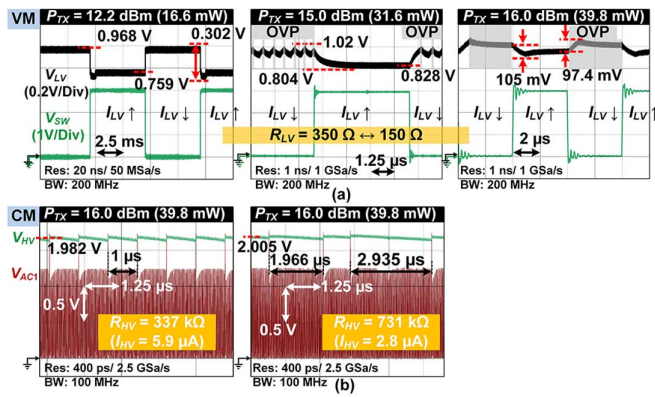 VM
P_TX = 12.2 dBm (16.6 mW)
0.968 V
0.302 V
V_LV
(0.2V/Div)
0.759 V
V_SW
(1V/Div)
I_LV ↑
I_LV ↓
I_LV ↑
2.5 ms
Res: 20 ns/ 50 MSa/s
BW: 200 MHz
P_TX = 15.0 dBm (31.6 mW)
OVP
OVP
1.02 V
0.804 V
0.828 V
I_LV ↓
I_LV ↑
I_LV ↓
R_LV = 350 Ω ↔ 150 Ω
1.25 µs
Res: 1 ns/ 1 GSa/s
BW: 200 MHz
P_TX = 16.0 dBm (39.8 mW)
OVP
105 mV
97.4 mV
I_LV ↓
I_LV ↑
I_LV ↓
I_LV ↑
2 µs
Res: 1 ns/ 1 GSa/s
BW: 200 MHz
(a)
CM
P_TX = 16.0 dBm (39.8 mW)
V_HV
1.982 V
1 µs
V_AC1
1.25 µs
0.5 V
R_HV = 337 kΩ
(I_HV = 5.9 µA)
Res: 400 ps/ 2.5 GSa/s
BW: 100 MHz
P_TX = 16.0 dBm (39.8 mW)
2.005 V
1.966 µs
2.935 µs
1.25 µs
0.5 V
R_HV = 731 kΩ
(I_HV = 2.8 µA)
Res: 400 ps/ 2.5 GSa/s
BW: 100 MHz
(b)